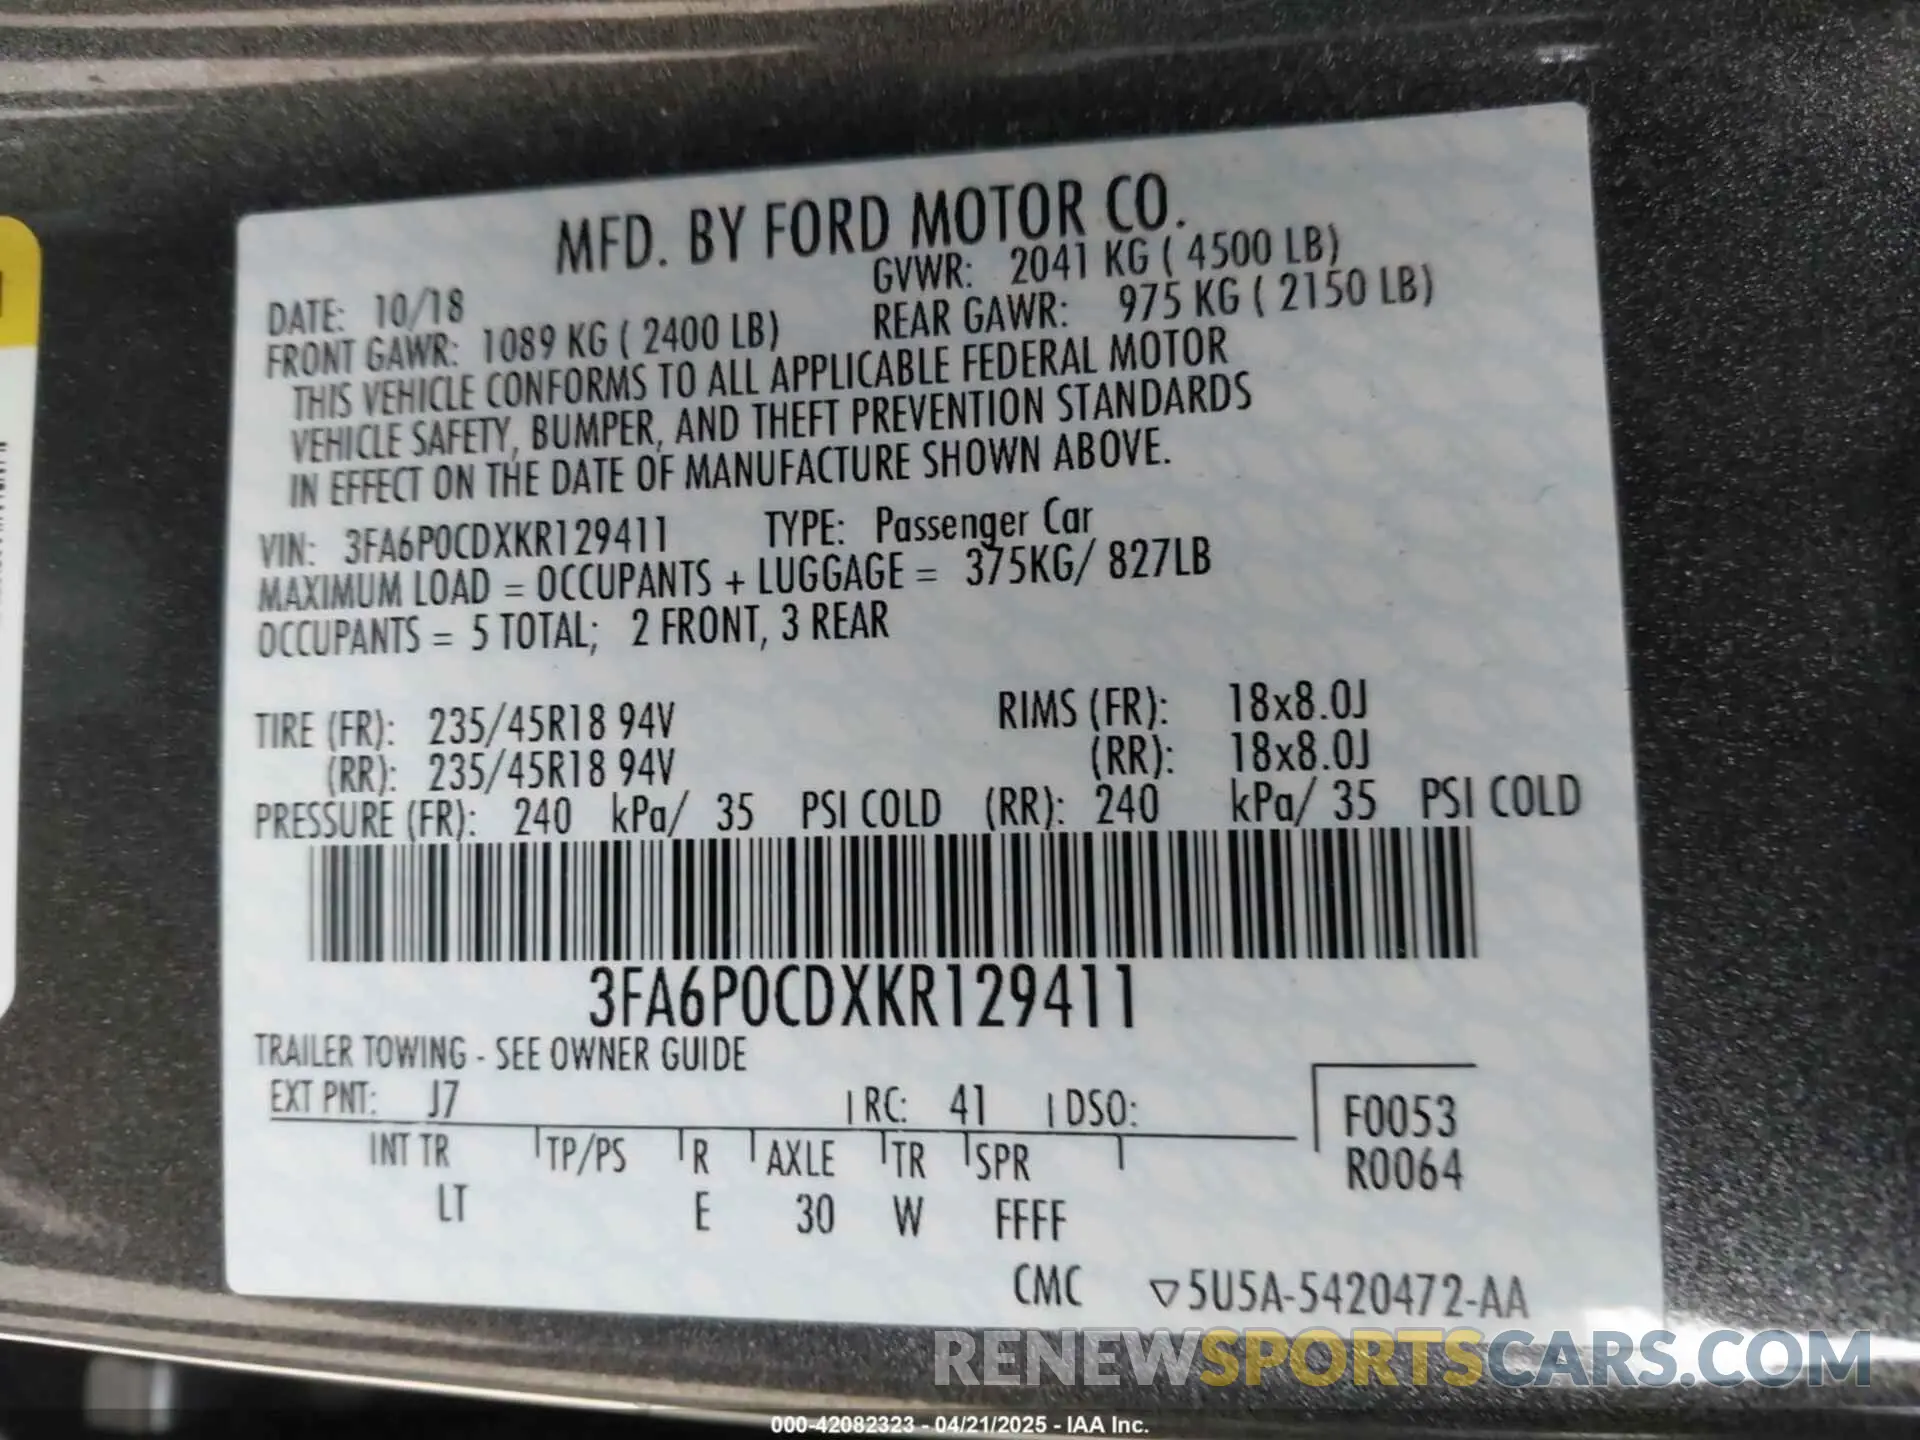 MFD. BY FORD MOTOR CO.
DATE: 10/18 GVWR: 2041 KG ( 4500 LB)
FRONT GAWR: 1089 KG ( 2400 LB) REAR GAWR: 975 KG ( 2150 LB)
THIS VEHICLE CONFORMS TO ALL APPLICABLE FEDERAL MOTOR
VEHICLE SAFETY, BUMPER, AND THEFT PREVENTION STANDARDS
IN EFFECT ON THE DATE OF MANUFACTURE SHOWN ABOVE.
VIN: 3FA6P0CDXKR129411 TYPE: Passenger Car
MAXIMUM LOAD = OCCUPANTS + LUGGAGE = 375KG/ 827LB
OCCUPANTS = 5 TOTAL; 2 FRONT, 3 REAR
TIRE (FR): 235/45R18 94V RIMS (FR): 18x8.0J
(RR): 235/45R18 94V (RR): 18x8.0J
PRESSURE (FR): 240 kPa/ 35 PSI COLD (RR): 240 kPa/ 35 PSI COLD
3FA6P0CDXKR129411
TRAILER TOWING - SEE OWNER GUIDE
EXT PNT: J7 RC: 41 DSO:
INT TR TP/PS R AXLE TR SPR
LT E 30 W FFFF
F0053
R0064
CMC ▽5U5A-5420472-AA
RENEWSPORTSCARS.COM
000-42082323 - 04/21/2025 - IAA Inc.